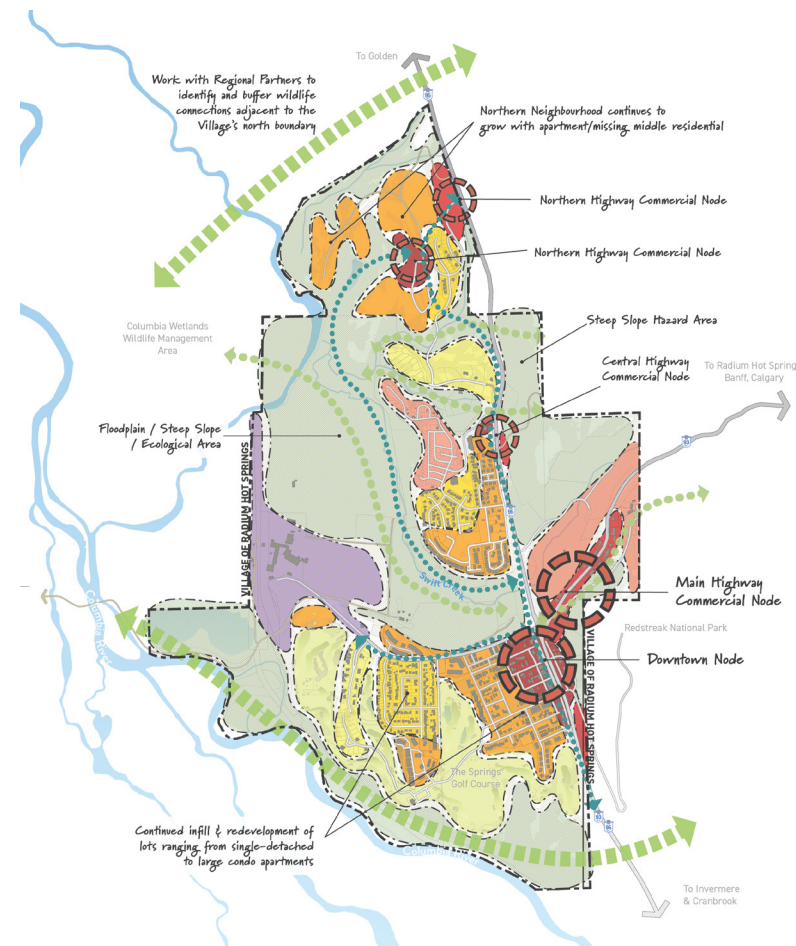 To Golden
Work with Regional Partners to
identify and buffer wildlife
connections adjacent to the
Village's north boundary
Northern Neighbourhood continues to
grow with apartment/missing middle residential
Northern Highway Commercial Node
Northern Highway Commercial Node
Steep Slope Hazard Area
Columbia Wetlands
Wildlife Management
Area
Central Highway
Commercial Node
To Radium Hot Spring
Banff, Calgary
Floodplain / Steep Slope
/ Ecological Area
VILLAGE OF RADIUM HOT SPRINGS
Swift Creek
Main Highway
Commercial Node
Columbia River
Redstreak National Park
Downtown Node
VILLAGE OF RADIUM HOT SPRINGS
The Springs
Golf Course
Continued infill & redevelopment of
lots ranging from single-detached
to large condo apartments
Columbia River
To Invermere
& Cranbrook